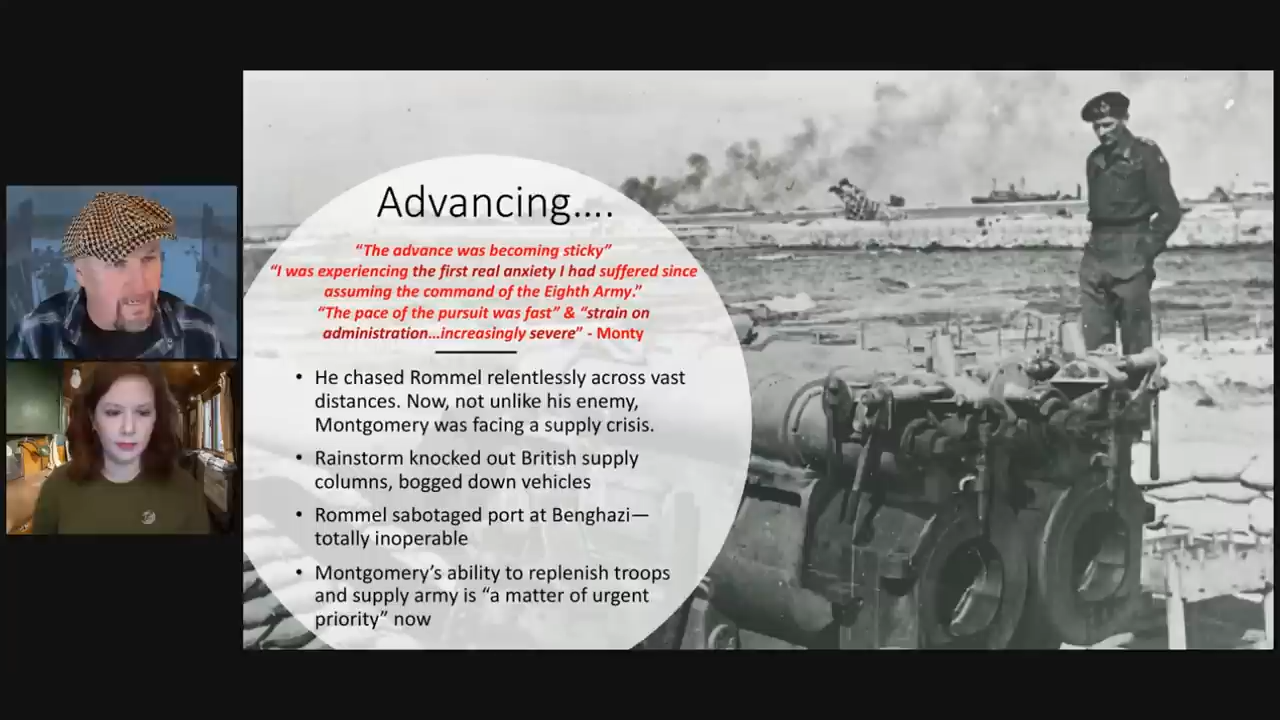 Advancing....
“The advance was becoming sticky”
“I was experiencing the first real anxiety I had suffered since
assuming the command of the Eighth Army.”
“The pace of the pursuit was fast” & “strain on
administration...increasingly severe” - Monty
• He chased Rommel relentlessly across vast
distances. Now, not unlike his enemy,
Montgomery was facing a supply crisis.
• Rainstorm knocked out British supply
columns, bogged down vehicles
• Rommel sabotaged port at Benghazi—
totally inoperable
• Montgomery’s ability to replenish troops
and supply army is “a matter of urgent
priority” now